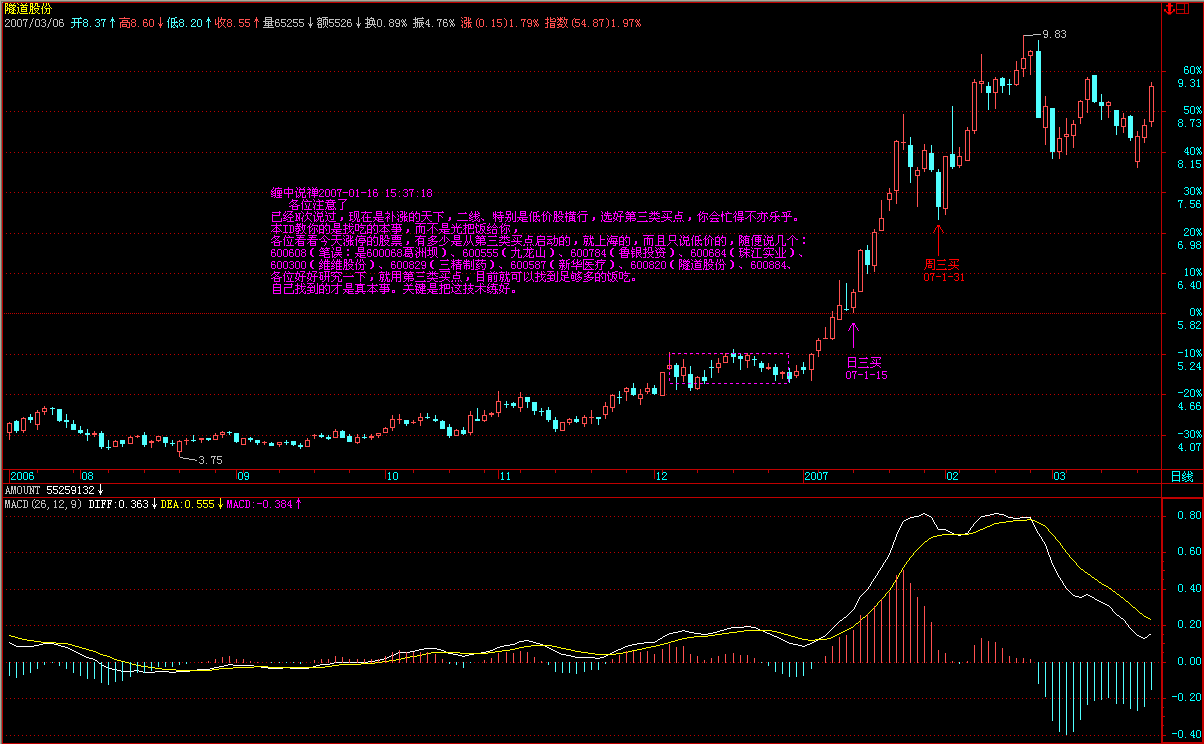 隧道股份
2007/03/06 开8.37↑高8.60↓低8.20↑收8.55↑量65255↓额5526↓换0.89% 振4.76% 涨(0.15)1.79% 指数(54.87)1.97%
9.83
60%
9.31
50%
8.73
40%
8.15
30%
7.56
20%
6.98
10%
6.40
0%
5.82
-10%
5.24
-20%
4.66
-30%
4.07
缠中说禅2007-01-16 15:37:18
各位注意了
已经N次说过，现在是补涨的天下，二线、特别是低价股横行，选好第三类买点，你会忙得不亦乐乎。
本ID教你的是找吃的本事，而不是光把饭给你，
各位看看今天涨停的股票，有多少是从第三类买点启动的，就上海的，而且只说低价的，随便说几个：
600608（笔误：是600068葛洲坝）、600555（九龙山）、600784（鲁银投资）、600684（珠江实业）、
600300（维维股份）、600829（三精制药）、600587（新华医疗）、600820（隧道股份）、600884、
各位好好研究一下，就用第三类买点，目前就可以找到足够多的饭吃。
自己找到的才是真本事。关键是把这技术练好。
周三买
07-1-31
日三买
07-1-15
3.75
2006 08 09 10 11 12 2007 02 03 日线
AMOUNT 55259132↓
MACD(26,12,9) DIFF:0.363↓DEA:0.555↓MACD:-0.384↑
0.80
0.60
0.40
0.20
0.00
-0.20
-0.40